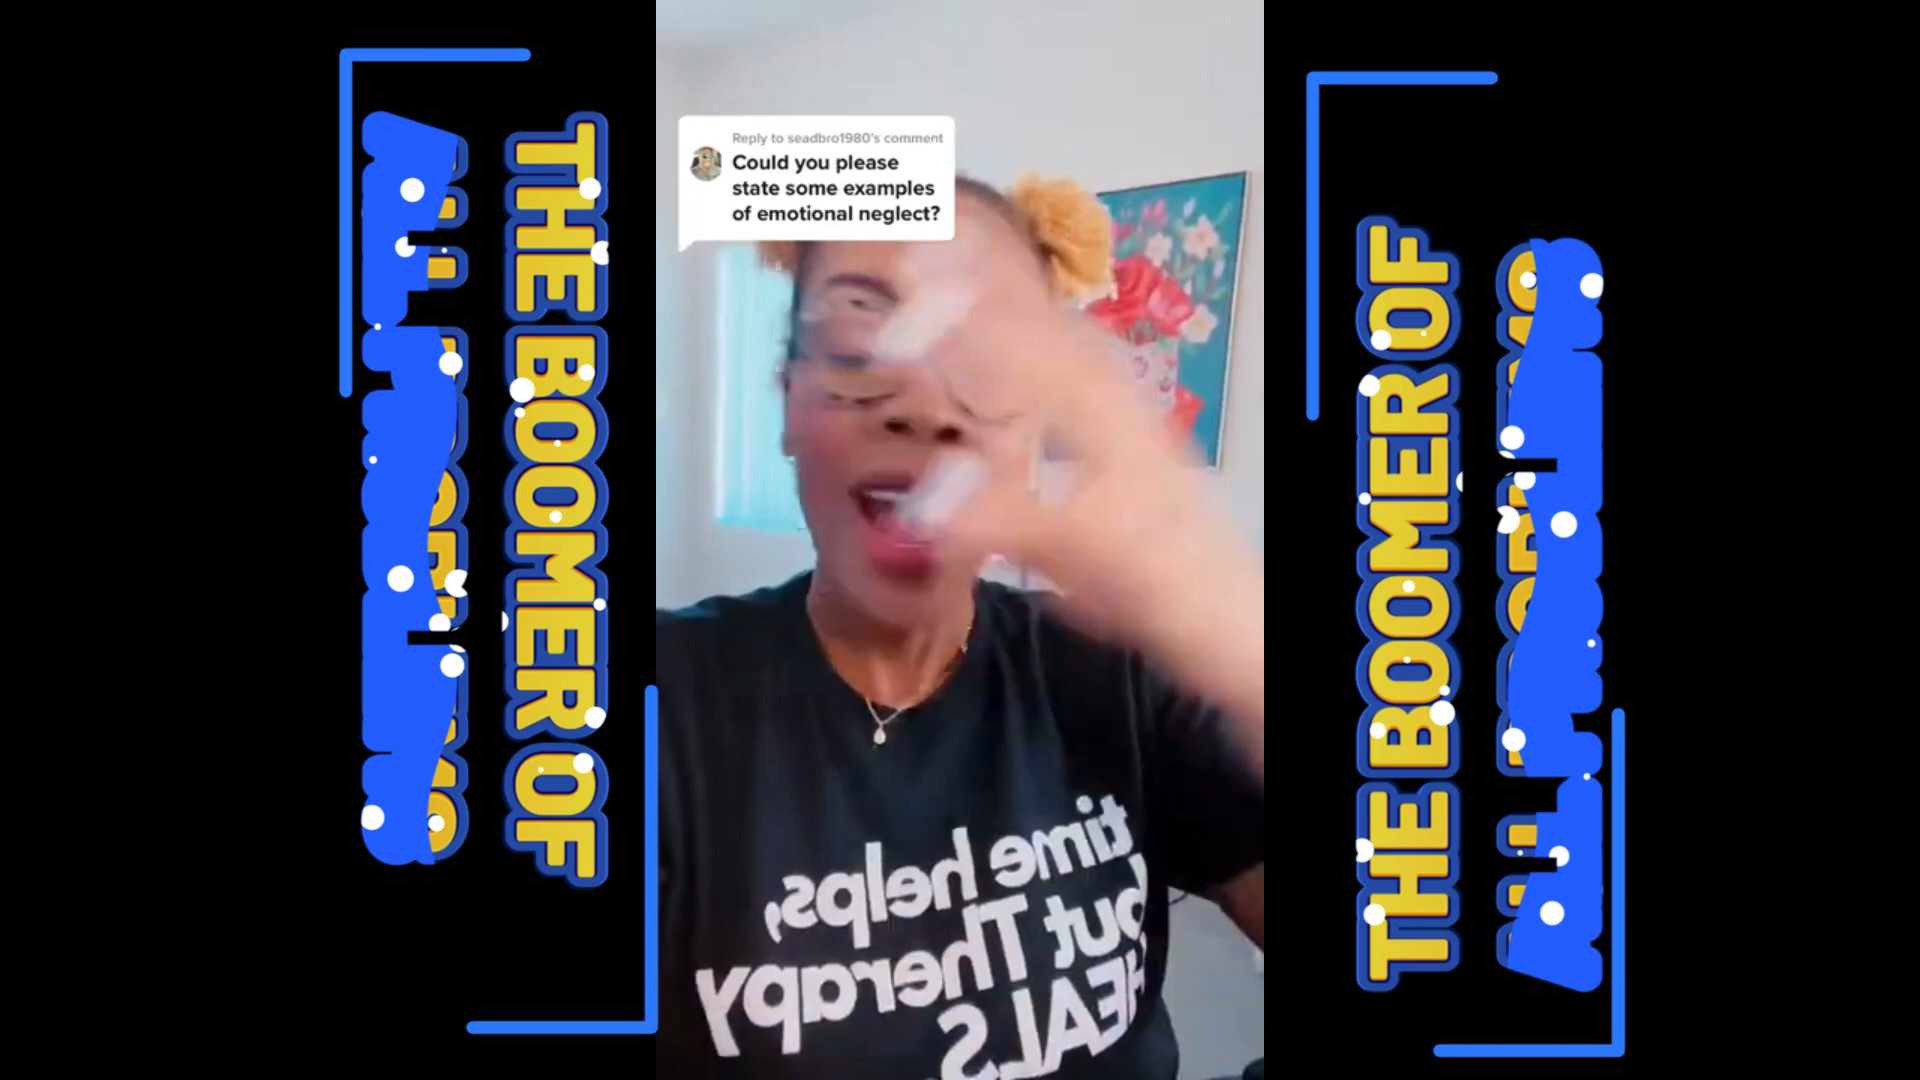 THE BOOMER OF
Reply to seadbro1980's comment
Could you please
state some examples
of emotional neglect?
time helps,
but Therapy
HEALS
THE BOOMER OF